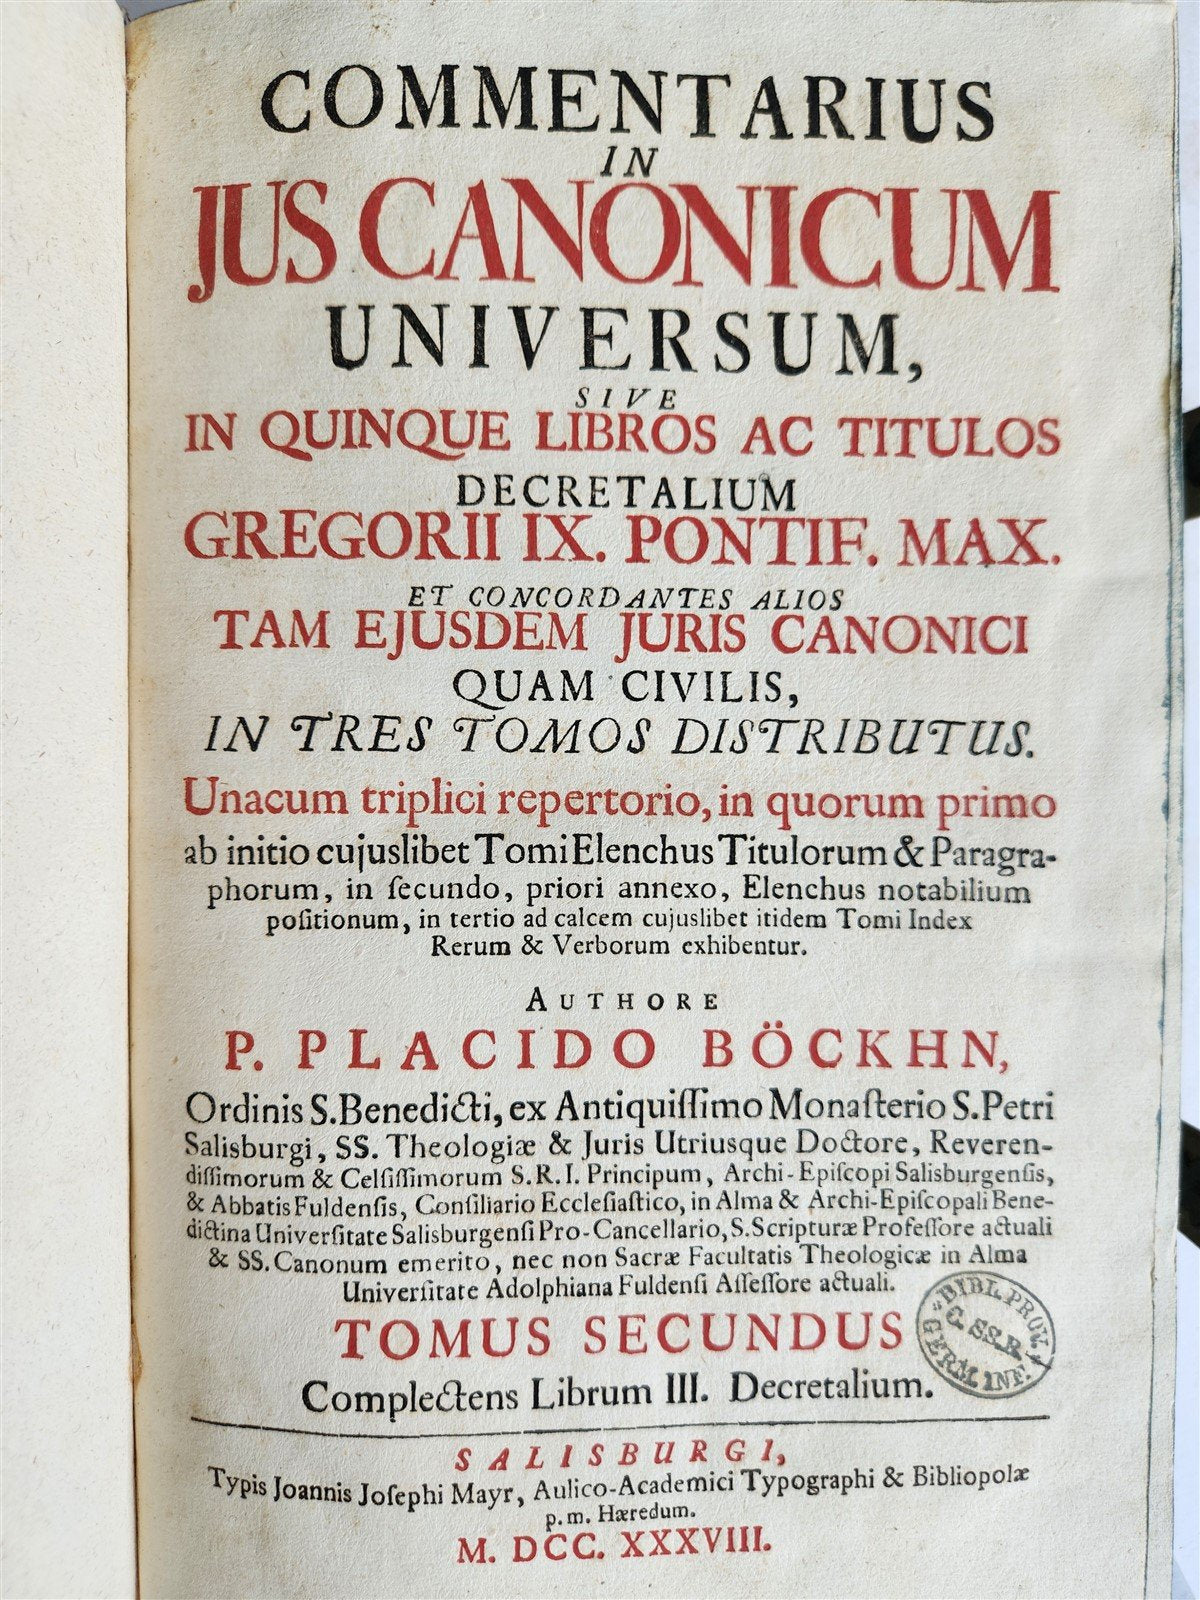 COMMENTARIUS
IN
JUS CANONICUM
UNIVERSUM,
SIVE
IN QUINQUE LIBROS AC TITULOS
DECRETALIUM
GREGORII IX. PONTIF. MAX.
ET CONCORDANTES ALIOS
TAM EJUSDEM JURIS CANONICI
QUAM CIVILIS,
IN TRES TOMOS DISTRIBUTUS.
Unacum triplici repertorio, in quorum primo
ab initio cujuslibet Tomi Elenchus Titulorum & Paragra-
phorum, in ſecundo, priori annexo, Elenchus notabilium
poſitionum, in tertio ad calcem cujuslibet itidem Tomi Index
Rerum & Verborum exhibentur.
AUTHORE
P. PLACIDO BÖCKHN,
Ordinis S. Benedicti, ex Antiquiſſimo Monaſterio S. Petri
Salisburgi, SS. Theologiæ & Juris Utriusque Doctore, Reveren-
diſſimorum & Celſiſſimorum S. R. I. Principum, Archi-Epiſcopi Salisburgenſis,
& Abbatis Fuldenſis, Conſiliario Eccleſiaſtico, in Alma & Archi-Epiſcopali Bene-
dictina Univerſitate Salisburgenſi Pro-Cancellario, S. Scripturæ Profeſſore actuali
& SS. Canonum emerito, nec non Sacræ Facultatis Theologicæ in Alma
Univerſitate Adolphiana Fuldenſi Aſſeſſore actuali.
TOMUS SECUNDUS
Complectens Librum III. Decretalium.
BIBL. PROV.
C. SS. R.
GERM. INF.
SALISBURGI,
Typis Joannis Joſephi Mayr, Aulico-Academici Typographi & Bibliopolæ
p. m. Hæredum.
M. DCC. XXXVIII.